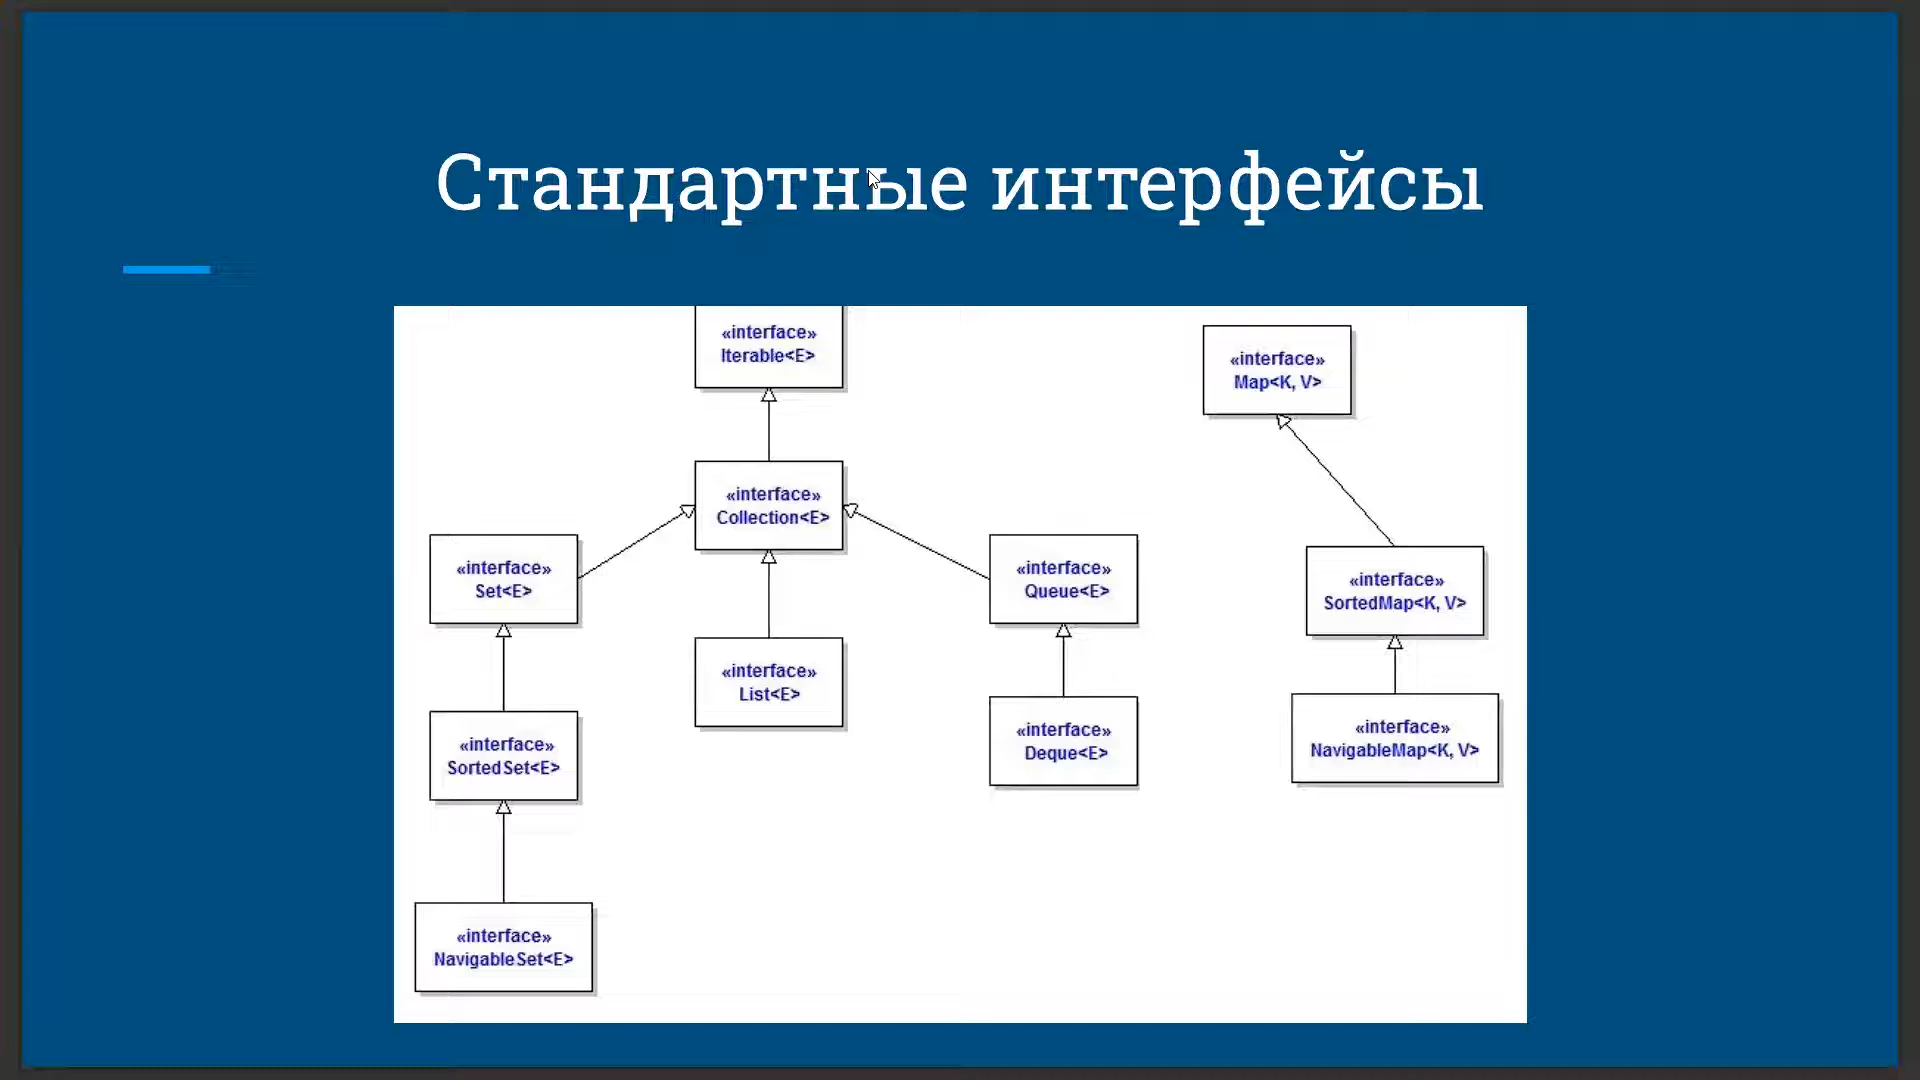 Стандартные интерфейсы
«interface»
Iterable<E>
«interface»
Map<K, V>
«interface»
Collection<E>
«interface»
Set<E>
«interface»
Queue<E>
«interface»
SortedMap<K, V>
«interface»
List<E>
«interface»
SortedSet<E>
«interface»
Deque<E>
«interface»
NavigableMap<K, V>
«interface»
NavigableSet<E>